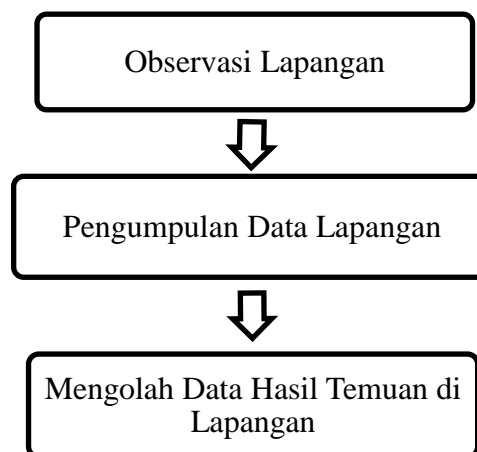 Observasi Lapangan
Pengumpulan Data Lapangan
Mengolah Data Hasil Temuan di
Lapangan